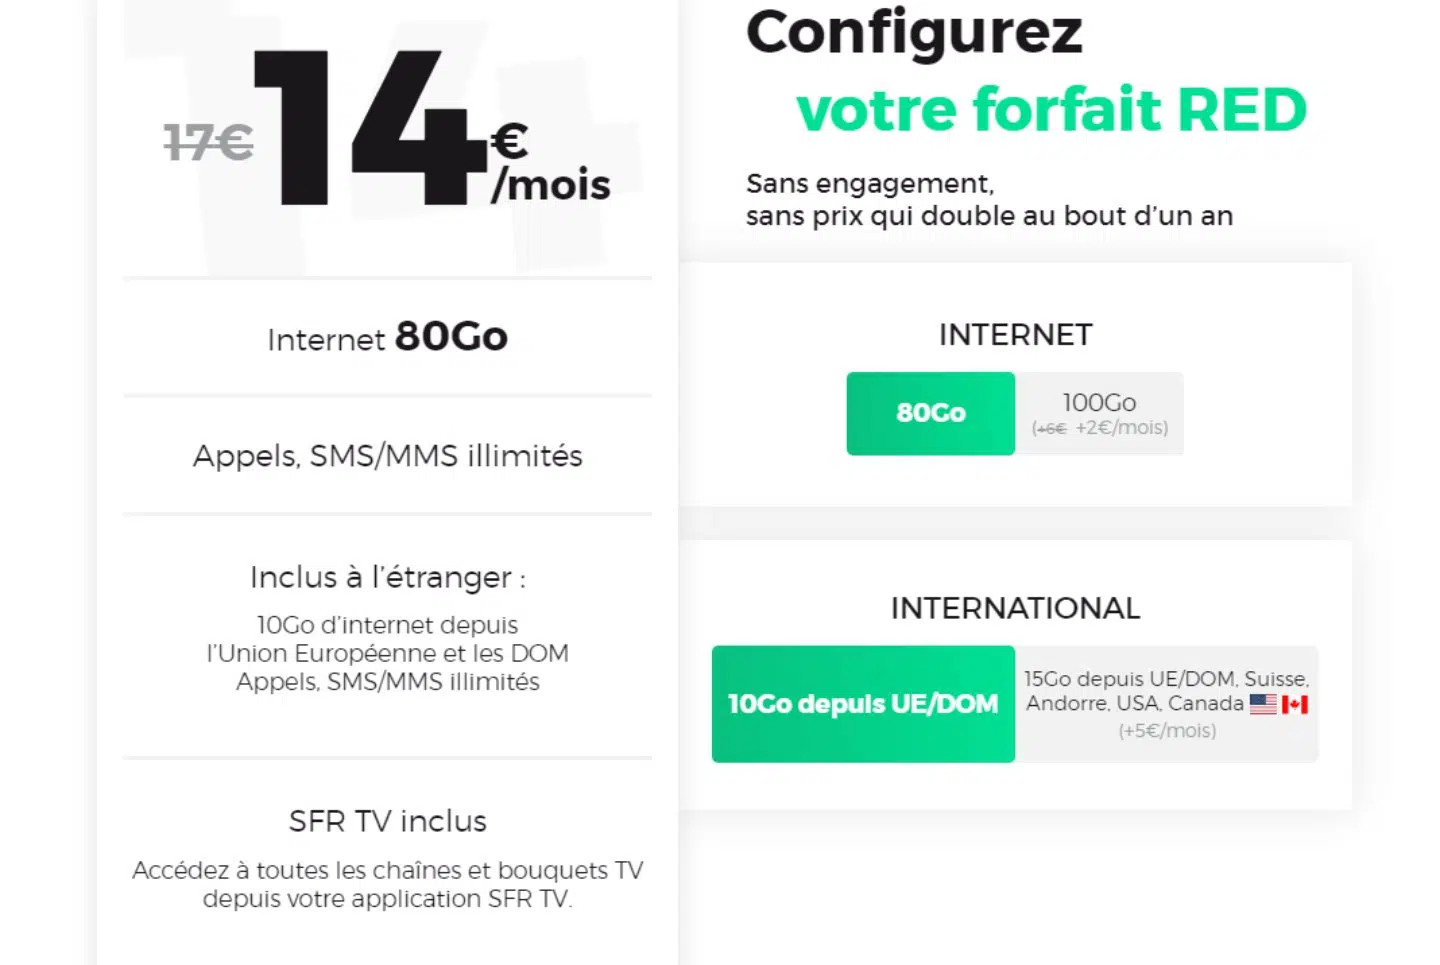 17€ 14€
/mois
Internet 80Go
Appels, SMS/MMS illimités
Inclus à l'étranger :
10Go d'internet depuis
l'Union Européenne et les DOM
Appels, SMS/MMS illimités
SFR TV inclus
Accédez à toutes les chaînes et bouquets TV
depuis votre application SFR TV.
Configurez
votre forfait RED
Sans engagement,
sans prix qui double au bout d'un an
INTERNET
80Go
100Go
(+6€ +2€/mois)
INTERNATIONAL
10Go depuis UE/DOM
15Go depuis UE/DOM, Suisse,
Andorre, USA, Canada
(+5€/mois)